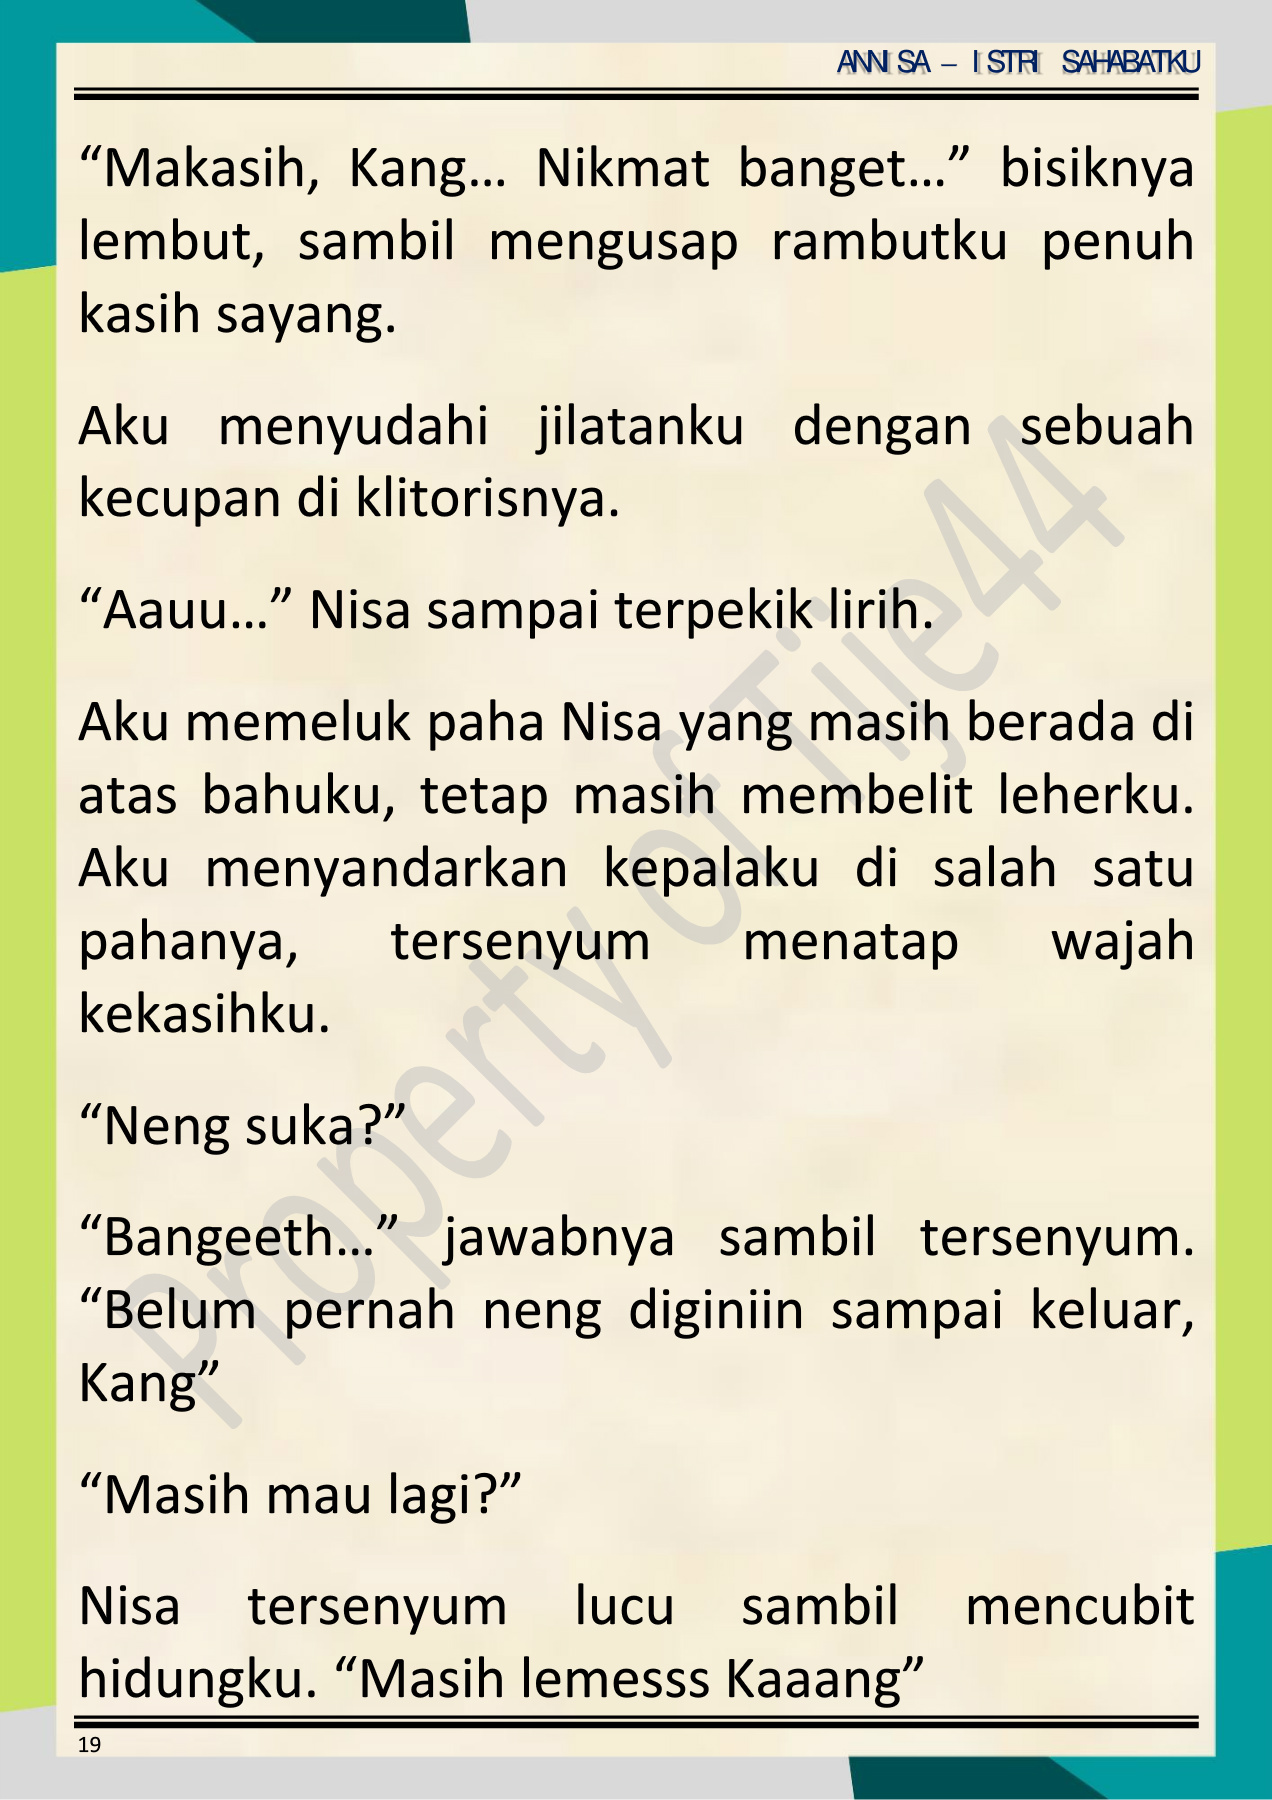 ANNISA – ISTRI SAHABATKU
“Makasih, Kang… Nikmat banget…” bisiknya
lembut, sambil mengusap rambutku penuh
kasih sayang.
Aku menyudahi jilatanku dengan sebuah
kecupan di klitorisnya.
“Aauu…” Nisa sampai terpekik lirih.
Aku memeluk paha Nisa yang masih berada di
atas bahuku, tetap masih membelit leherku.
Aku menyandarkan kepalaku di salah satu
pahanya, tersenyum menatap wajah
kekasihku.
“Neng suka?”
“Bangeeth…” jawabnya sambil tersenyum.
“Belum pernah neng diginiin sampai keluar,
Kang”
“Masih mau lagi?”
Nisa tersenyum lucu sambil mencubit
hidungku. “Masih lemesss Kaaang”
19
Property of Tije44